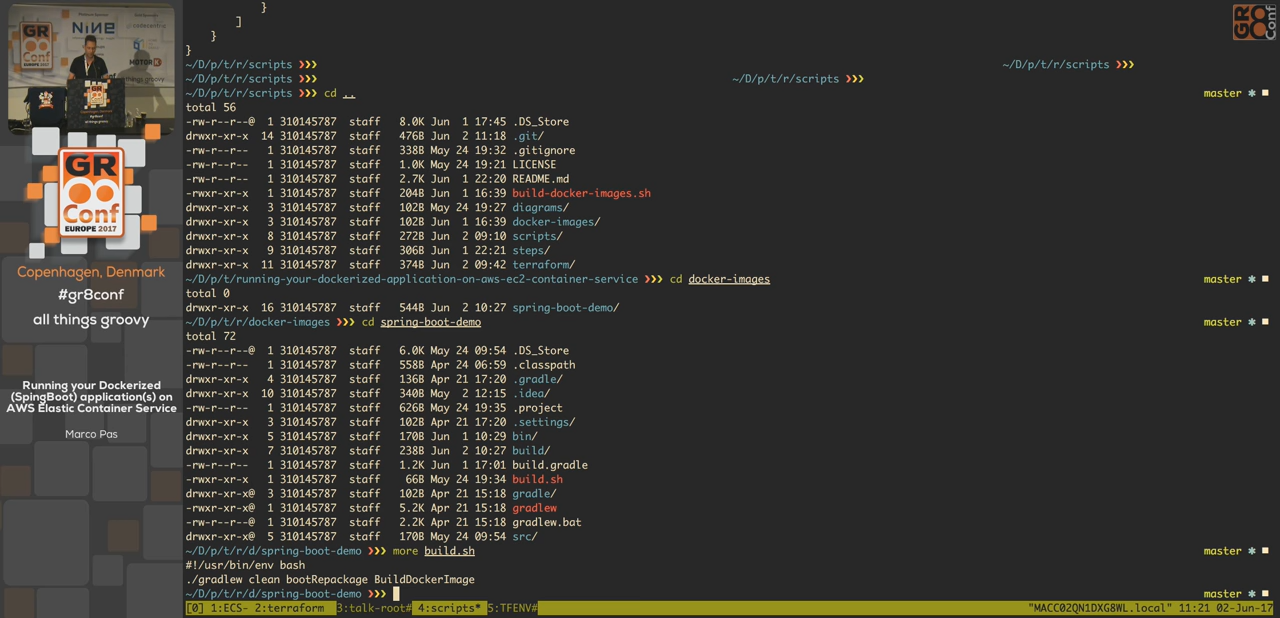 GR
Conf
NINE
codecentric
MOTORK
things groovy
GR
Conf
EUROPE 2017
Copenhagen, Denmark
#gr8conf
all things groovy
Running your Dockerized
(SpingBoot) application(s) on
AWS Elastic Container Service
Marco Pas
}
]
}
}
~/D/p/t/r/scripts ❯❯❯ ~/D/p/t/r/scripts ❯❯❯
~/D/p/t/r/scripts ❯❯❯ ~/D/p/t/r/scripts ❯❯❯
~/D/p/t/r/scripts ❯❯❯ cd .. master ✱ ◼
total 56
-rw-r--r--@ 1 310145787 staff 8.0K Jun 1 17:45 .DS_Store
drwxr-xr-x 14 310145787 staff 476B Jun 2 11:18 .git/
-rw-r--r-- 1 310145787 staff 338B May 24 19:32 .gitignore
-rw-r--r-- 1 310145787 staff 1.0K May 24 19:21 LICENSE
-rw-r--r-- 1 310145787 staff 2.7K Jun 1 22:20 README.md
-rwxr-xr-x 1 310145787 staff 204B Jun 1 16:39 build-docker-images.sh
drwxr-xr-x 3 310145787 staff 102B May 24 19:27 diagrams/
drwxr-xr-x 3 310145787 staff 102B Jun 1 16:39 docker-images/
drwxr-xr-x 8 310145787 staff 272B Jun 2 09:10 scripts/
drwxr-xr-x 9 310145787 staff 306B Jun 1 22:21 steps/
drwxr-xr-x 11 310145787 staff 374B Jun 2 09:42 terraform/
~/D/p/t/running-your-dockerized-application-on-aws-ec2-container-service ❯❯❯ cd docker-images master ✱ ◼
total 0
drwxr-xr-x 16 310145787 staff 544B Jun 2 10:27 spring-boot-demo/
~/D/p/t/r/docker-images ❯❯❯ cd spring-boot-demo master ✱ ◼
total 72
-rw-r--r--@ 1 310145787 staff 6.0K May 24 09:54 .DS_Store
-rw-r--r-- 1 310145787 staff 558B Apr 24 06:59 .classpath
drwxr-xr-x 4 310145787 staff 136B Apr 21 17:20 .gradle/
drwxr-xr-x 10 310145787 staff 340B May 2 12:15 .idea/
-rw-r--r-- 1 310145787 staff 626B May 24 19:35 .project
drwxr-xr-x 3 310145787 staff 102B Apr 21 17:20 .settings/
drwxr-xr-x 5 310145787 staff 170B Jun 1 10:29 bin/
drwxr-xr-x 7 310145787 staff 238B Jun 2 10:27 build/
-rw-r--r-- 1 310145787 staff 1.2K Jun 1 17:01 build.gradle
-rwxr-xr-x 1 310145787 staff 66B May 24 19:34 build.sh
drwxr-xr-x@ 3 310145787 staff 102B Apr 21 15:18 gradle/
-rwxr-xr-x@ 1 310145787 staff 5.2K Apr 21 15:18 gradlew
-rw-r--r--@ 1 310145787 staff 2.2K Apr 21 15:18 gradlew.bat
drwxr-xr-x@ 5 310145787 staff 170B May 24 09:54 src/
~/D/p/t/r/d/spring-boot-demo ❯❯❯ more build.sh master ✱ ◼
#!/usr/bin/env bash
./gradlew clean bootRepackage BuildDockerImage
~/D/p/t/r/d/spring-boot-demo ❯❯❯ master ✱ ◼
[0] 1:ECS- 2:terraform 3:talk-root# 4:scripts* 5:TFENV# "MACC02QN1DXG8WL.local" 11:21 02-Jun-17
GR
Conf